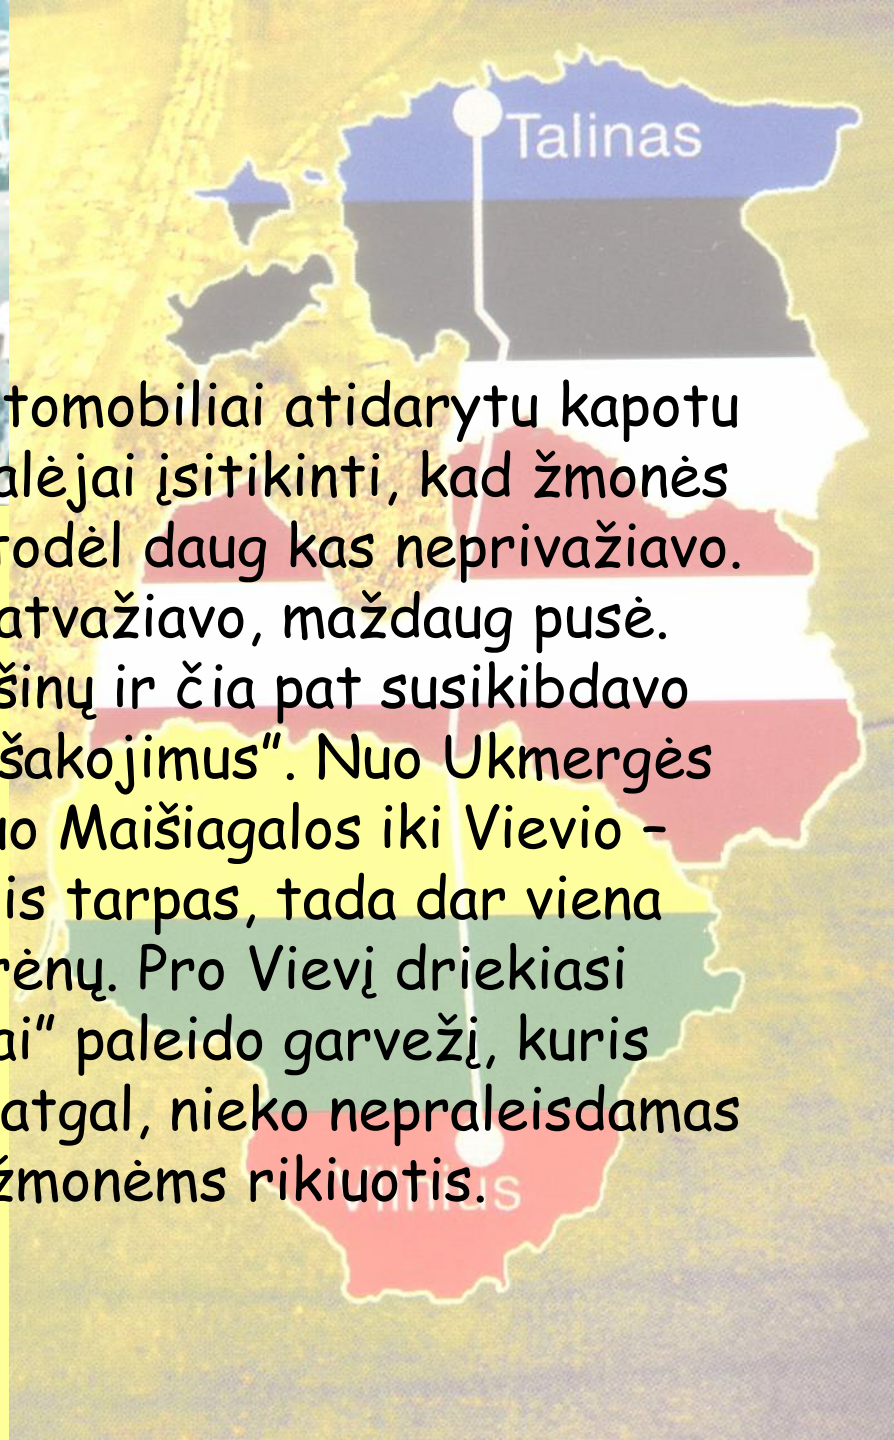 Talinas
tomobiliai atidarytu kapotu
alėjai įsitikinti, kad žmonės
todėl daug kas neprivažiavo.
atvažiavo, maždaug pusė.
šinų ir čia pat susikibdavo
šakojimus”. Nuo Ukmergės
uo Maišiagalos iki Vievio –
is tarpas, tada dar viena
rėnų. Pro Vievį driekiasi
ai” paleido garvežį, kuris
atgal, nieko nepraleisdamas
žmonėms rikiuotis.
Vilnius